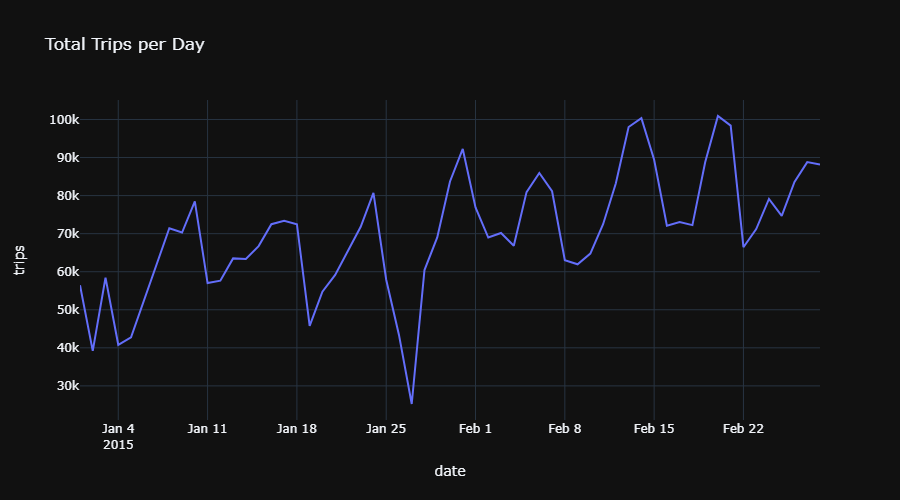 Total Trips per Day
100k
90k
80k
70k
60k
50k
40k
30k
trips
Jan 4
2015
Jan 11
Jan 18
Jan 25
Feb 1
Feb 8
Feb 15
Feb 22
date